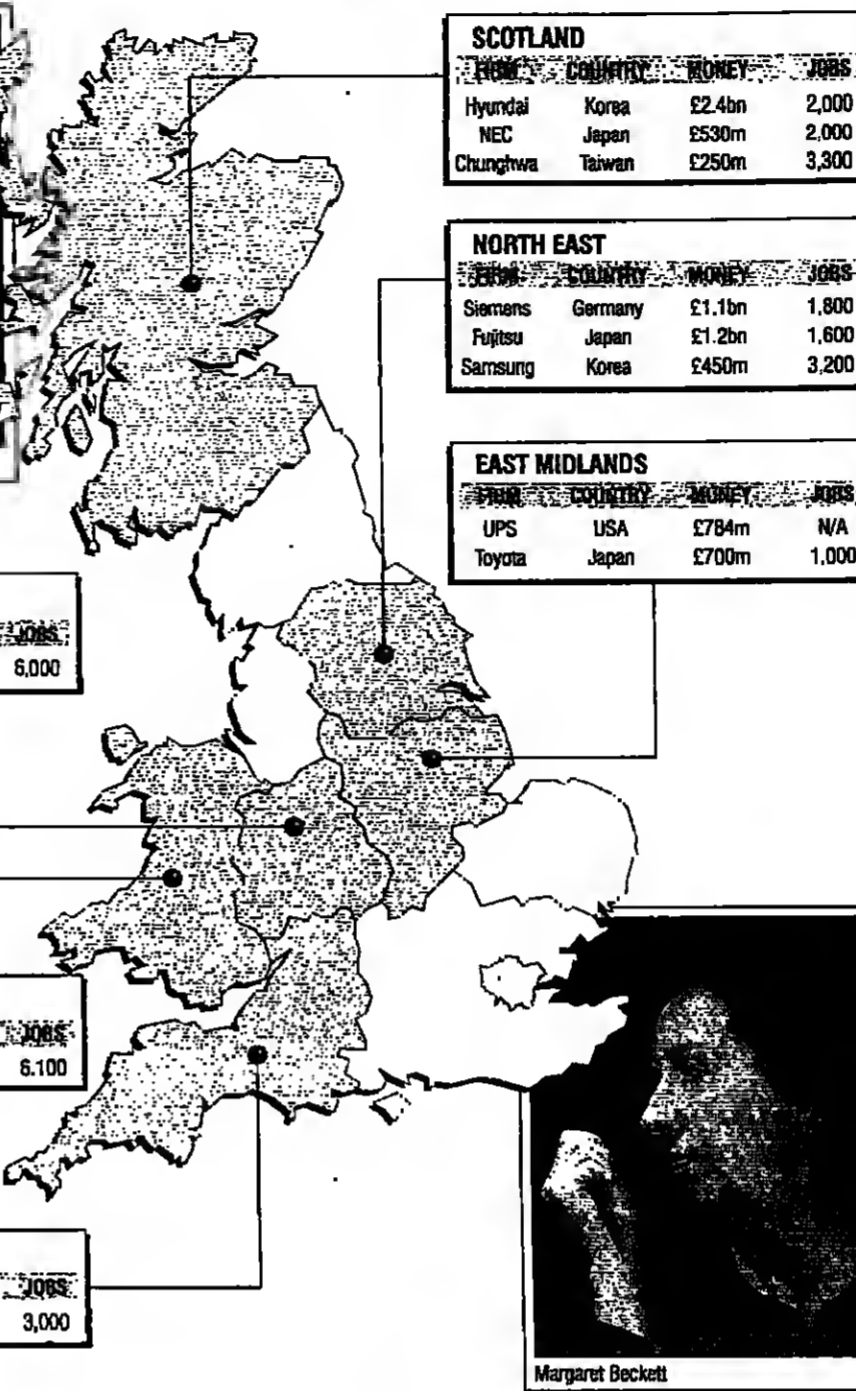 SCOTLAND
FIRM COUNTRY MONEY JOBS
Hyundai Korea £2.4bn 2,000
NEC Japan £530m 2,000
Chunghwa Taiwan £250m 3,300
NORTH EAST
FIRM COUNTRY MONEY JOBS
Siemens Germany £1.1bn 1,800
Fujitsu Japan £1.2bn 1,600
Samsung Korea £450m 3,200
EAST MIDLANDS
FIRM COUNTRY MONEY JOBS
UPS USA £784m N/A
Toyota Japan £700m 1,000
JOBS
6,000
JOBS
6.100
JOBS
3,000
Margaret Beckett